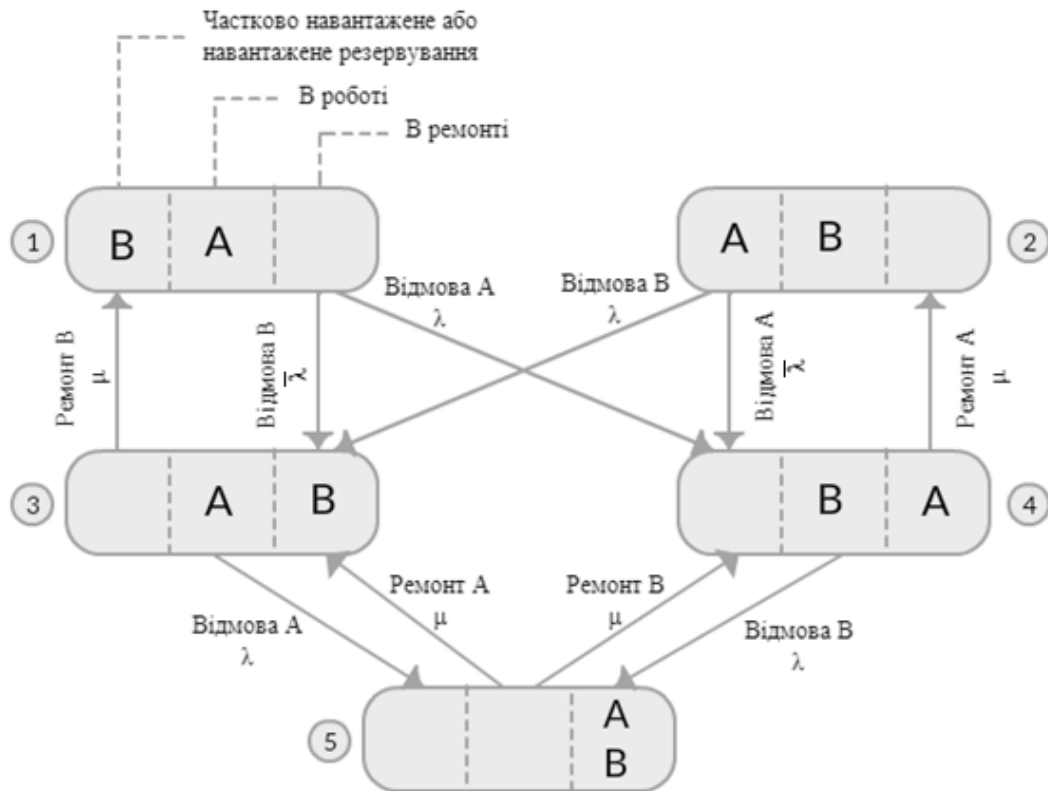 Частково навантажене або
навантажене резервування
В роботі
В ремонті
1
B
A
A
B
2
Відмова А
λ
Відмова В
λ
Ремонт В
μ
Відмова В
λ̅
Відмова А
λ̅
Ремонт А
μ
3
A
B
B
A
4
Ремонт А
μ
Ремонт В
μ
Відмова А
λ
Відмова В
λ
5
A
B